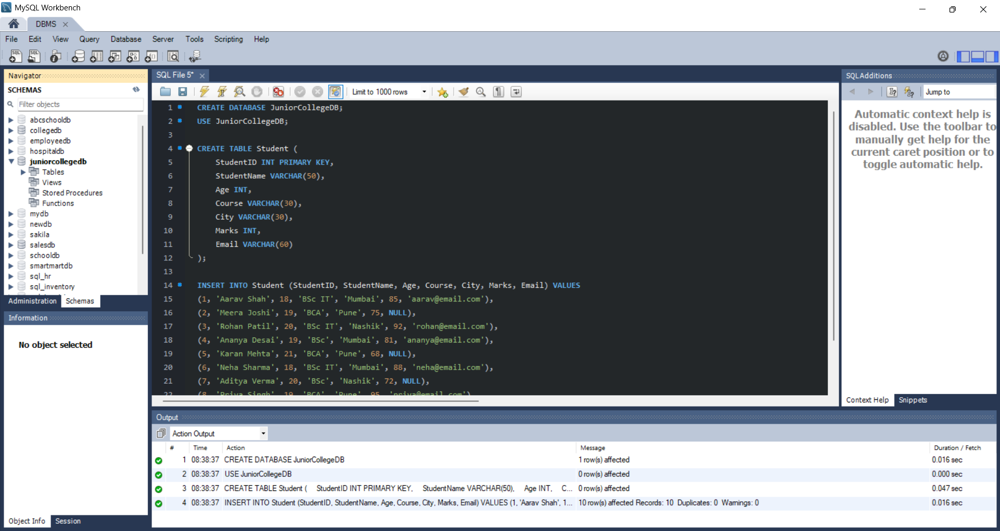 MySQL Workbench
DBMS
File Edit View Query Database Server Tools Scripting Help
Navigator
SCHEMAS
Filter objects
abcschooldb
collegedb
employeedb
hospitaldb
juniorcollegedb
Tables
Views
Stored Procedures
Functions
mydb
newdb
sakila
salesdb
schooldb
smartmartdb
sql_hr
sql_inventory
Administration Schemas
Information
No object selected
Object Info Session
SQL File 5*
Limit to 1000 rows
1 CREATE DATABASE JuniorCollegeDB;
2 USE JuniorCollegeDB;
3
4 CREATE TABLE Student (
5 StudentID INT PRIMARY KEY,
6 StudentName VARCHAR(50),
7 Age INT,
8 Course VARCHAR(30),
9 City VARCHAR(30),
10 Marks INT,
11 Email VARCHAR(60)
12 );
13
14 INSERT INTO Student (StudentID, StudentName, Age, Course, City, Marks, Email) VALUES
15 (1, 'Aarav Shah', 18, 'BSc IT', 'Mumbai', 85, 'aarav@email.com'),
16 (2, 'Meera Joshi', 19, 'BCA', 'Pune', 75, NULL),
17 (3, 'Rohan Patil', 20, 'BSc IT', 'Nashik', 92, 'rohan@email.com'),
18 (4, 'Ananya Desai', 19, 'BSc', 'Mumbai', 81, 'ananya@email.com'),
19 (5, 'Karan Mehta', 21, 'BCA', 'Pune', 68, NULL),
20 (6, 'Neha Sharma', 18, 'BSc IT', 'Mumbai', 88, 'neha@email.com'),
21 (7, 'Aditya Verma', 20, 'BSc', 'Nashik', 72, NULL),
22 (8, 'Priya Singh', 19, 'BCA', 'Pune', 95, 'priya@email.com'),
SQLAdditions
Jump to
Automatic context help is
disabled. Use the toolbar to
manually get help for the
current caret position or to
toggle automatic help.
Context Help Snippets
Output
Action Output
# Time Action Message Duration / Fetch
1 08:38:37 CREATE DATABASE JuniorCollegeDB 1 row(s) affected 0.016 sec
2 08:38:37 USE JuniorCollegeDB 0 row(s) affected 0.000 sec
3 08:38:37 CREATE TABLE Student ( StudentID INT PRIMARY KEY, StudentName VARCHAR(50), Age INT, C... 0 row(s) affected 0.047 sec
4 08:38:37 INSERT INTO Student (StudentID, StudentName, Age, Course, City, Marks, Email) VALUES (1, 'Aarav Shah', 1... 10 row(s) affected Records: 10 Duplicates: 0 Warnings: 0 0.016 sec